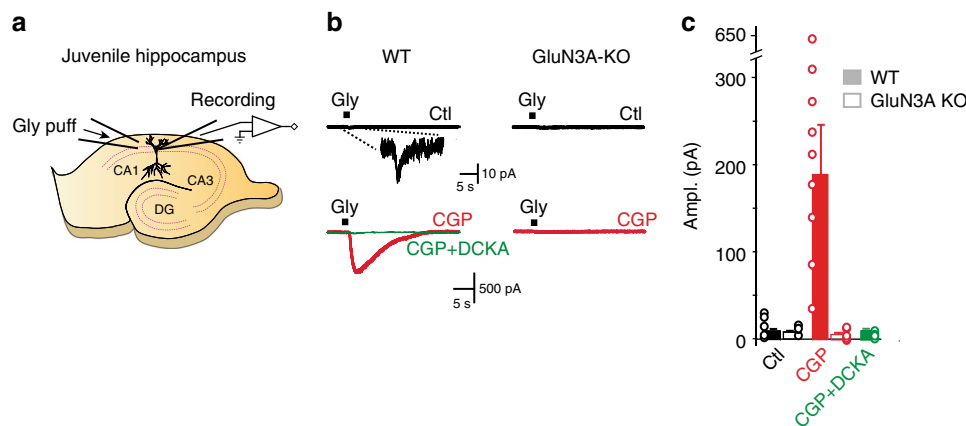 a
Juvenile hippocampus
Recording
Gly puff
CA1
CA3
DG
b
WT
GluN3A-KO
Gly
Ctl
Gly
Ctl
10 pA
5 s
Gly
CGP
CGP+DCKA
Gly
CGP
500 pA
5 s
c
650
300
200
100
0
Ampl. (pA)
WT
GluN3A KO
Ctl
CGP
CGP+DCKA